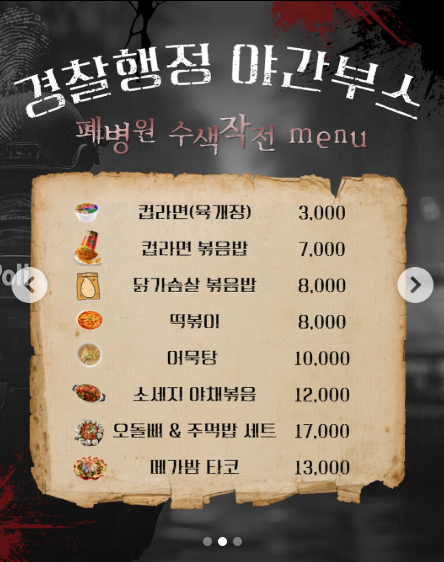 경찰행정 야간부스
폐병원 수색작전 menu
컵라면(육개장) 3,000
컵라면 볶음밥 7,000
닭가슴살 볶음밥 8,000
떡볶이 8,000
어묵탕 10,000
소세지 야채볶음 12,000
오돌뼈 & 주먹밥 세트 17,000
메가밤 타코 13,000